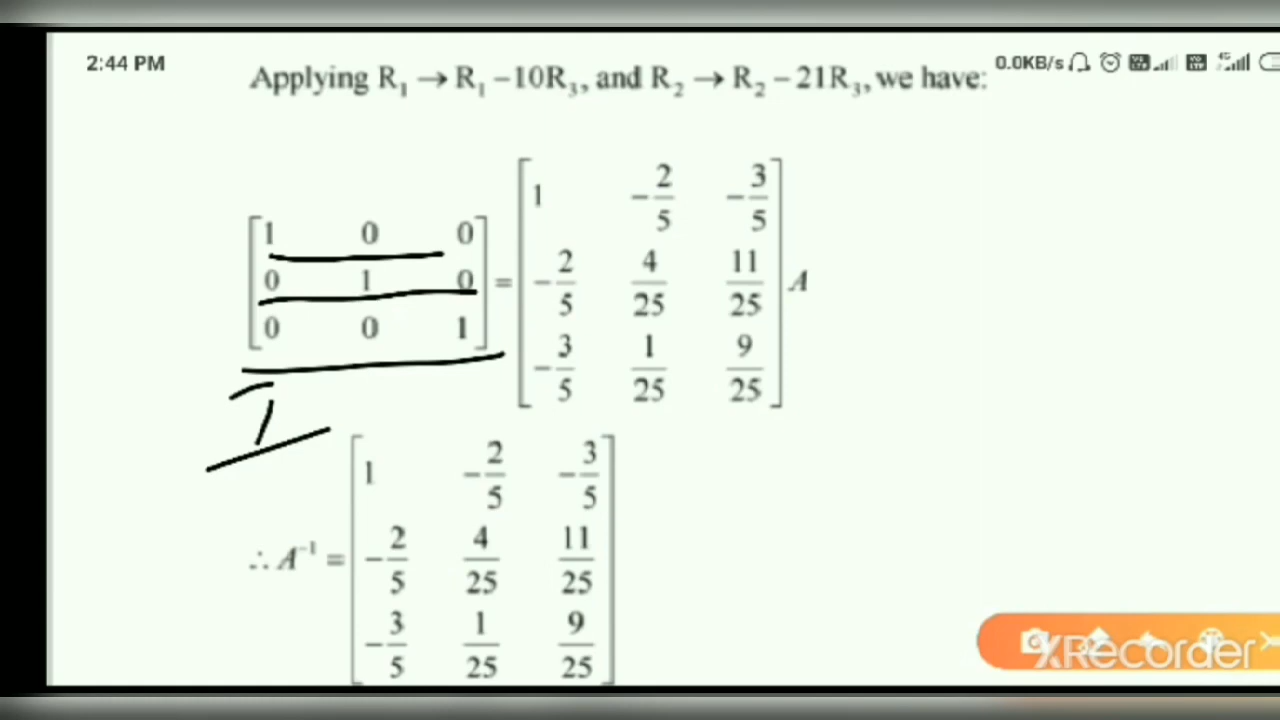 2:44 PM
0.0KB/s
4G
Applying R₁ → R₁ − 10R₃, and R₂ → R₂ − 21R₃, we have:
[1 0 0; 0 1 0; 0 0 1] = [1 −2/5 −3/5; −2/5 4/25 11/25; −3/5 1/25 9/25] A
I
∴ A⁻¹ = [1 −2/5 −3/5; −2/5 4/25 11/25; −3/5 1/25 9/25]
XRecorder